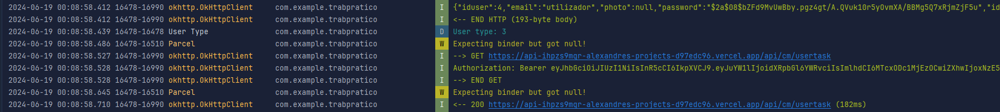 2024-06-19 00:08:58.412 16478-16990 okhttp.OkHttpClient com.example.trabpratico I {"iduser":4,"email":"utilizador","photo":null,"password":"$2a$08$bZFd9MvUwBby.pgz4gt/A.QVuk10r5yOvmXA/BBMg5Q7xRjmZjF5u","id
2024-06-19 00:08:58.412 16478-16990 okhttp.OkHttpClient com.example.trabpratico I <-- END HTTP (193-byte body)
2024-06-19 00:08:58.439 16478-16478 User Type com.example.trabpratico D User type: 3
2024-06-19 00:08:58.486 16478-16510 Parcel com.example.trabpratico W Expecting binder but got null!
2024-06-19 00:08:58.527 16478-16990 okhttp.OkHttpClient com.example.trabpratico I --> GET https://api-ihpzs9mqr-alexandres-projects-d97edc96.vercel.app/api/cm/usertask
2024-06-19 00:08:58.528 16478-16990 okhttp.OkHttpClient com.example.trabpratico I Authorization: Bearer eyJhbGciOiJIUzI1NiIsInR5cCI6IkpXVCJ9.eyJuYW1lIjoidXRpbGl6YWRvciIsImlhdCI6MTcxODc1MjEzOCwiZXhwIjoxNzE5
2024-06-19 00:08:58.528 16478-16990 okhttp.OkHttpClient com.example.trabpratico I --> END GET
2024-06-19 00:08:58.645 16478-16510 Parcel com.example.trabpratico W Expecting binder but got null!
2024-06-19 00:08:58.710 16478-16990 okhttp.OkHttpClient com.example.trabpratico I <-- 200 https://api-ihpzs9mqr-alexandres-projects-d97edc96.vercel.app/api/cm/usertask (182ms)